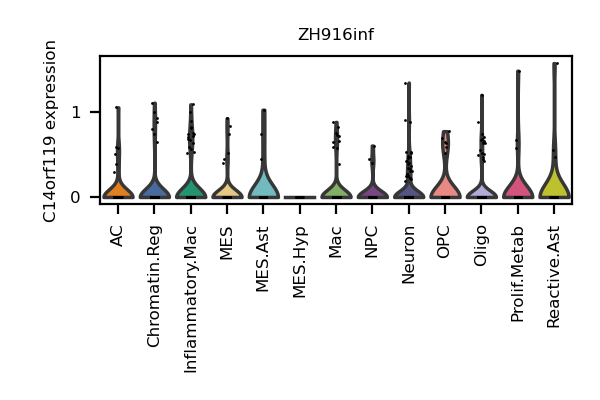 ZH916inf
C14orf119 expression
1
0
AC
Chromatin.Reg
Inflammatory.Mac
MES
MES.Ast
MES.Hyp
Mac
NPC
Neuron
OPC
Oligo
Prolif.Metab
Reactive.Ast